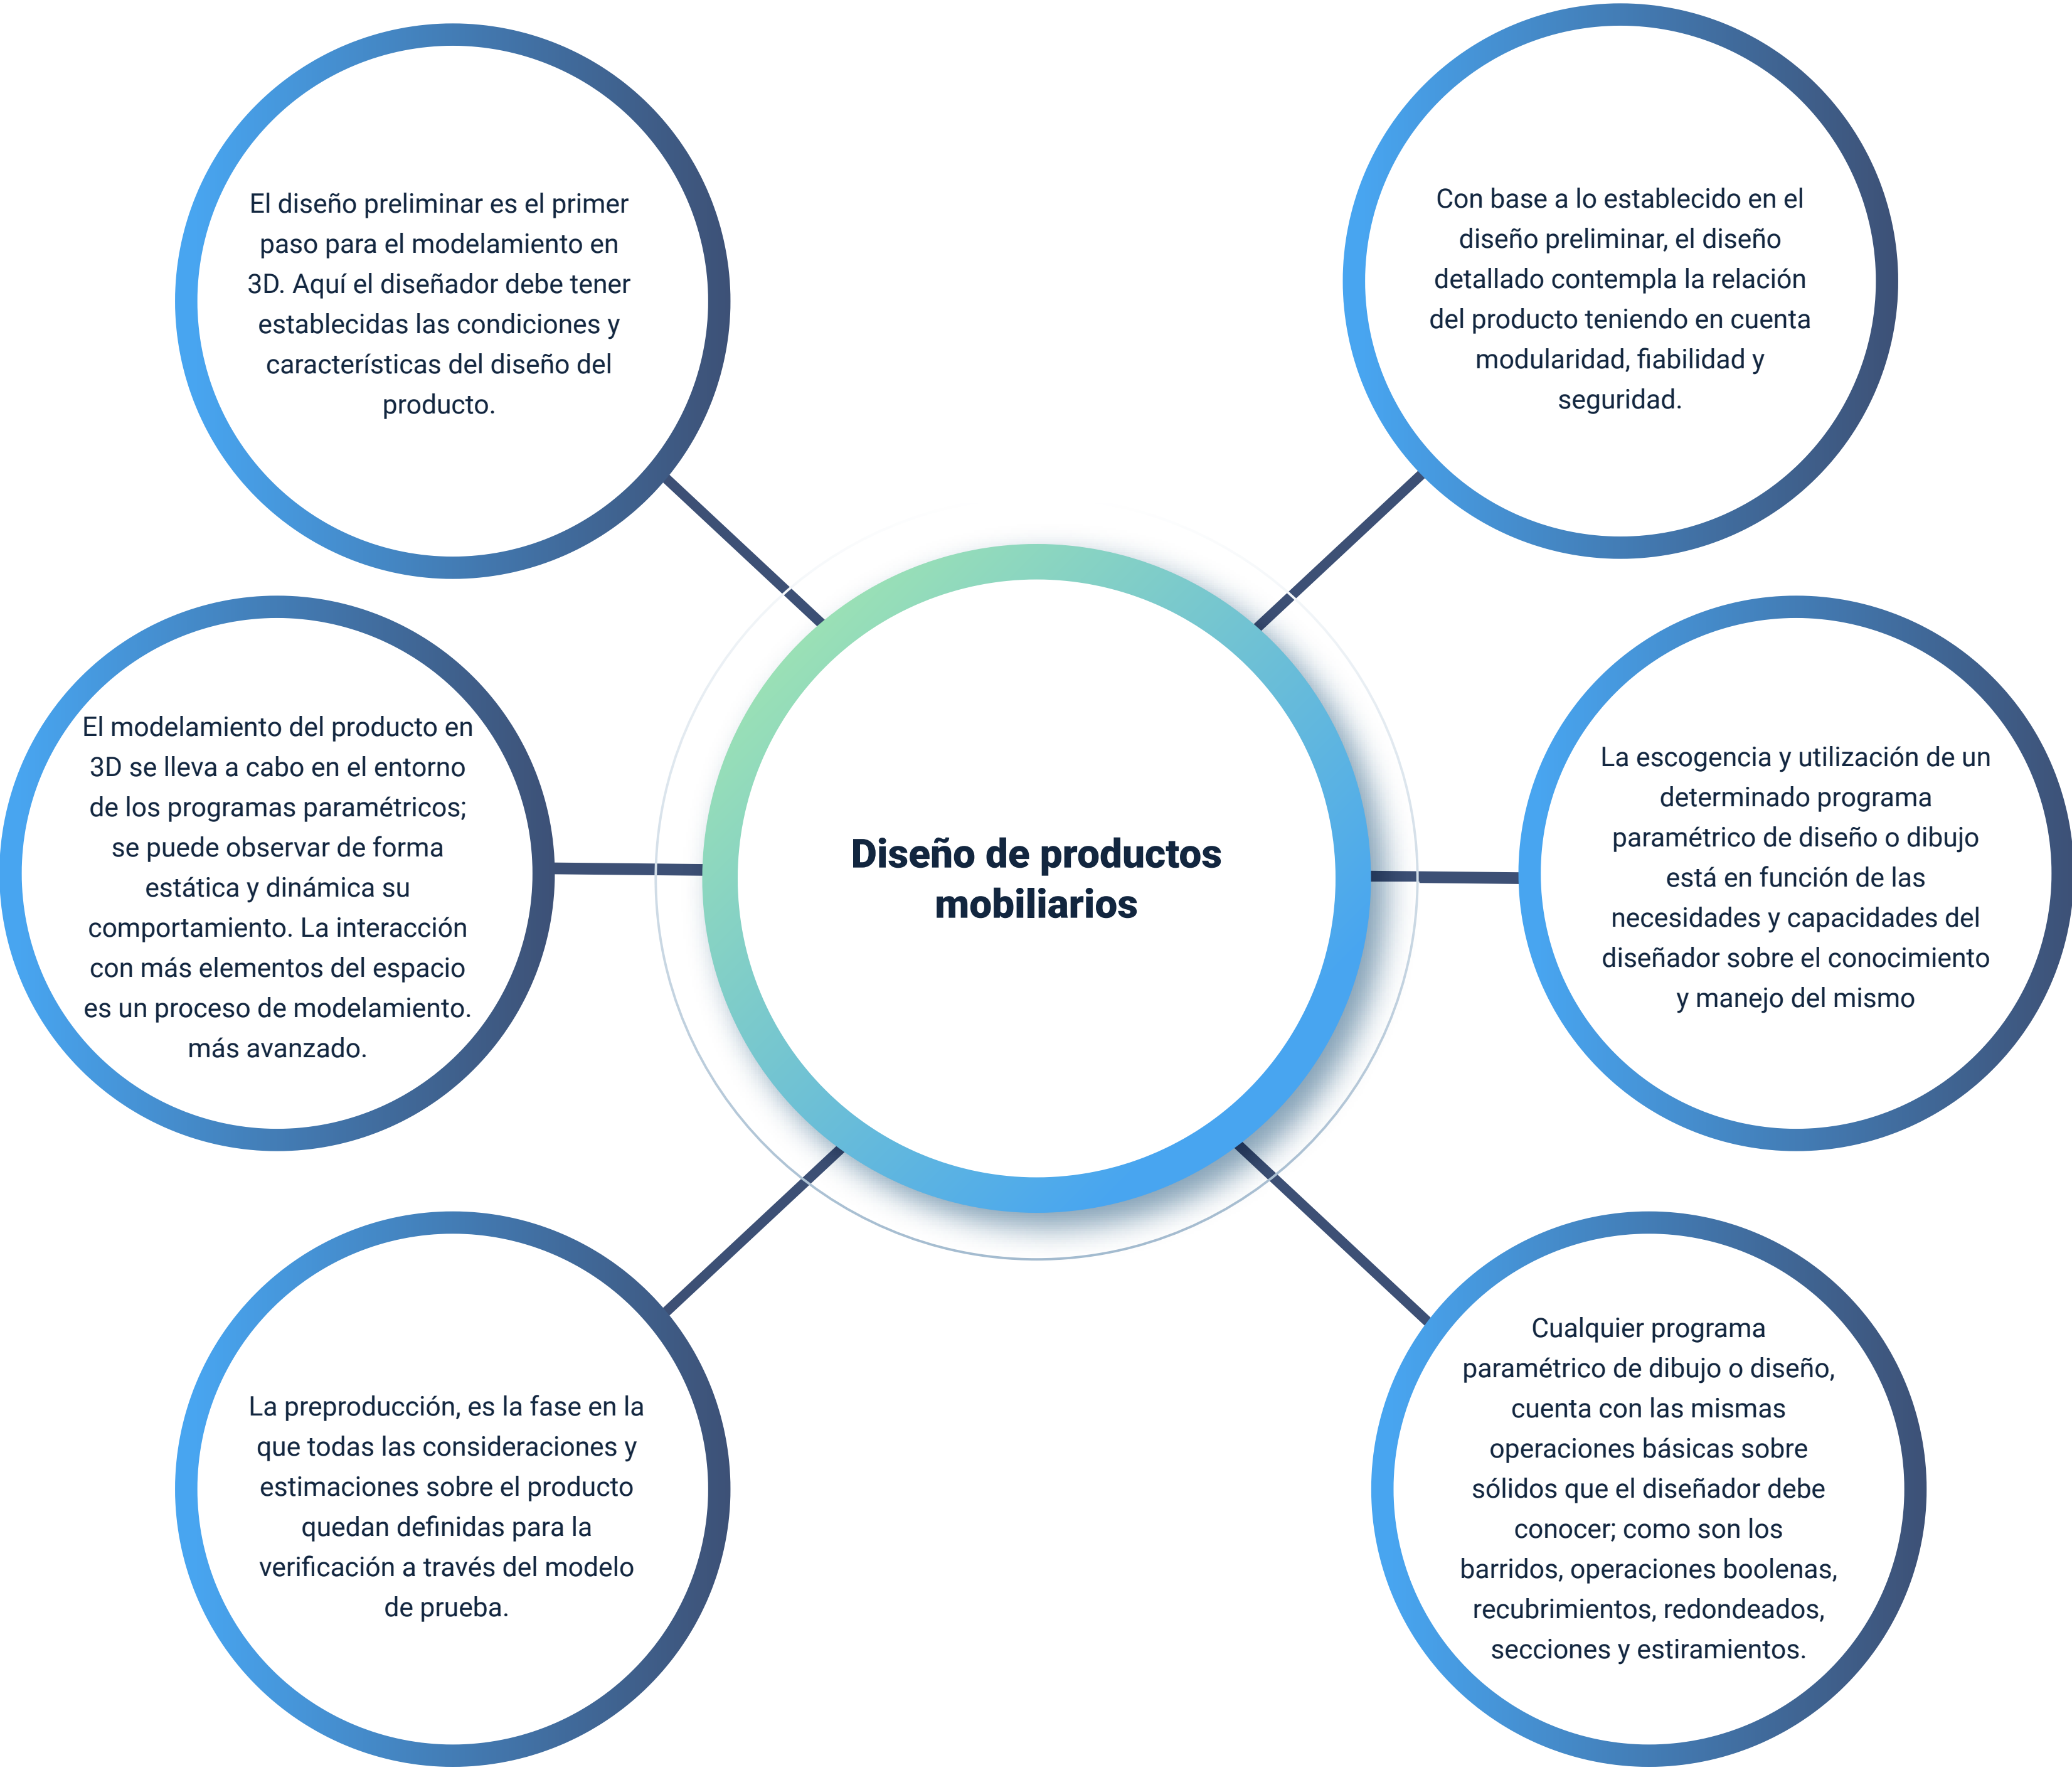 El diseño preliminar es el primer
paso para el modelamiento en
3D. Aquí el diseñador debe tener
establecidas las condiciones y
características del diseño del
producto.
Con base a lo establecido en el
diseño preliminar, el diseño
detallado contempla la relación
del producto teniendo en cuenta
modularidad, fiabilidad y
seguridad.
El modelamiento del producto en
3D se lleva a cabo en el entorno
de los programas paramétricos;
se puede observar de forma
estática y dinámica su
comportamiento. La interacción
con más elementos del espacio
es un proceso de modelamiento.
más avanzado.
Diseño de productos
mobiliarios
La escogencia y utilización de un
determinado programa
paramétrico de diseño o dibujo
está en función de las
necesidades y capacidades del
diseñador sobre el conocimiento
y manejo del mismo
La preproducción, es la fase en la
que todas las consideraciones y
estimaciones sobre el producto
quedan definidas para la
verificación a través del modelo
de prueba.
Cualquier programa
paramétrico de dibujo o diseño,
cuenta con las mismas
operaciones básicas sobre
sólidos que el diseñador debe
conocer; como son los
barridos, operaciones boolenas,
recubrimientos, redondeados,
secciones y estiramientos.